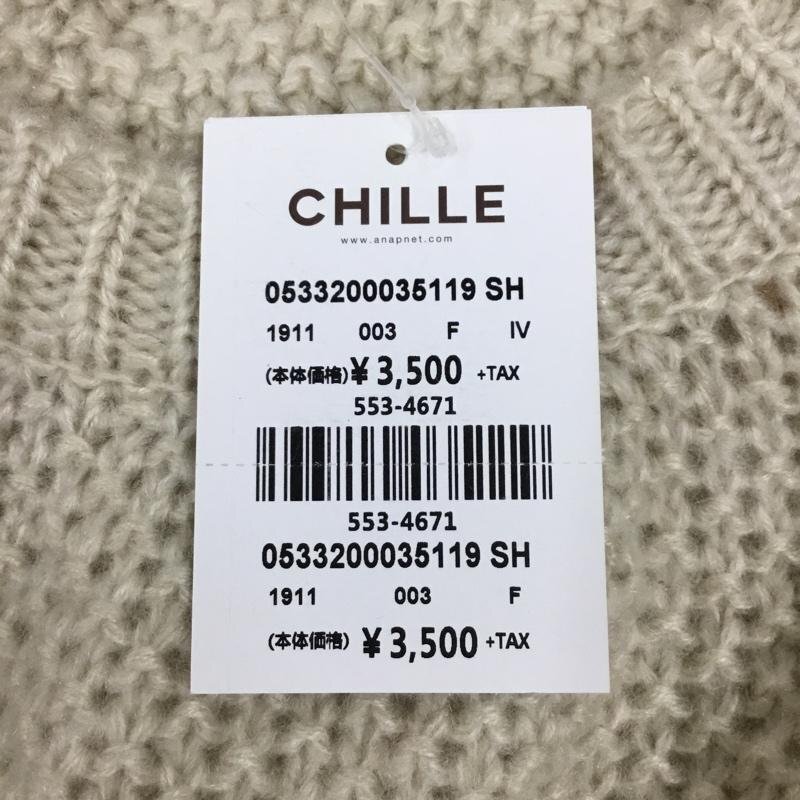 CHILLE
www.anapnet.com
0533200035119 SH
1911 003 F IV
(本体価格)¥ 3,500 +TAX
553-4671
553-4671
0533200035119 SH
1911 003 F
(本体価格) ¥ 3,500 +TAX